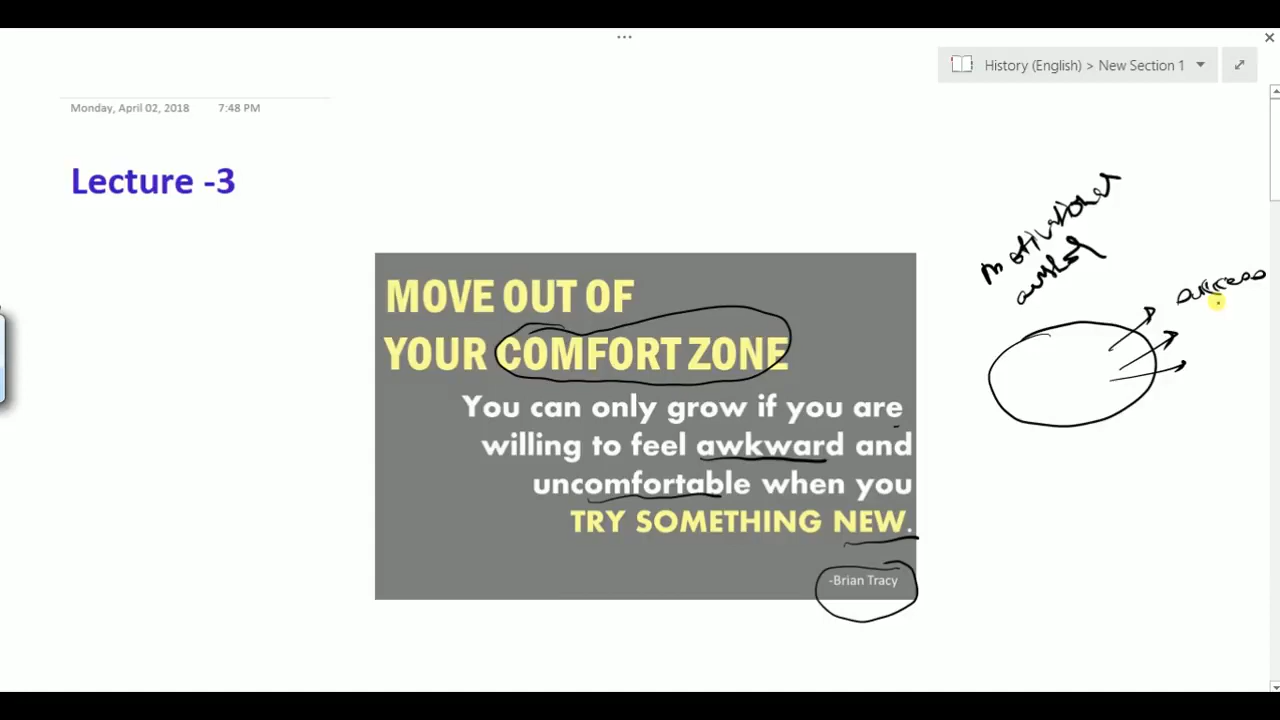 History (English) > New Section 1
Monday, April 02, 2018 7:48 PM
Lecture -3
motivational
success
MOVE OUT OF
YOUR COMFORT ZONE
You can only grow if you are
willing to feel awkward and
uncomfortable when you
TRY SOMETHING NEW.
-Brian Tracy